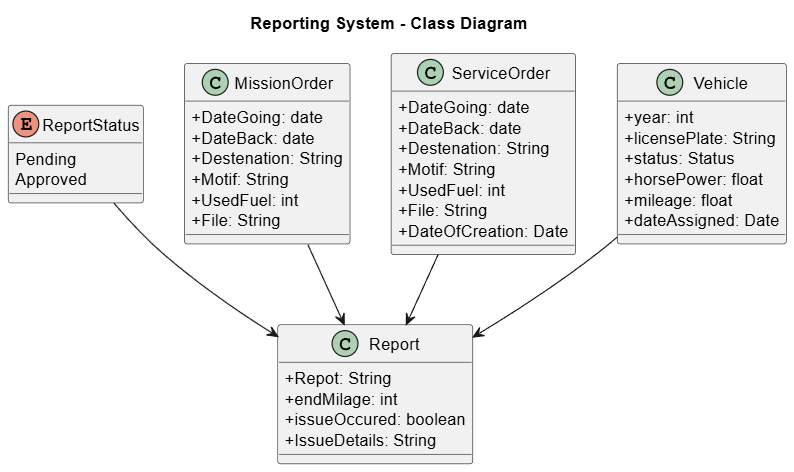 Reporting System - Class Diagram
E ReportStatus
Pending
Approved
C MissionOrder
+DateGoing: date
+DateBack: date
+Destenation: String
+Motif: String
+UsedFuel: int
+File: String
C ServiceOrder
+DateGoing: date
+DateBack: date
+Destenation: String
+Motif: String
+UsedFuel: int
+File: String
+DateOfCreation: Date
C Vehicle
+year: int
+licensePlate: String
+status: Status
+horsePower: float
+mileage: float
+dateAssigned: Date
C Report
+Repot: String
+endMilage: int
+issueOccured: boolean
+IssueDetails: String